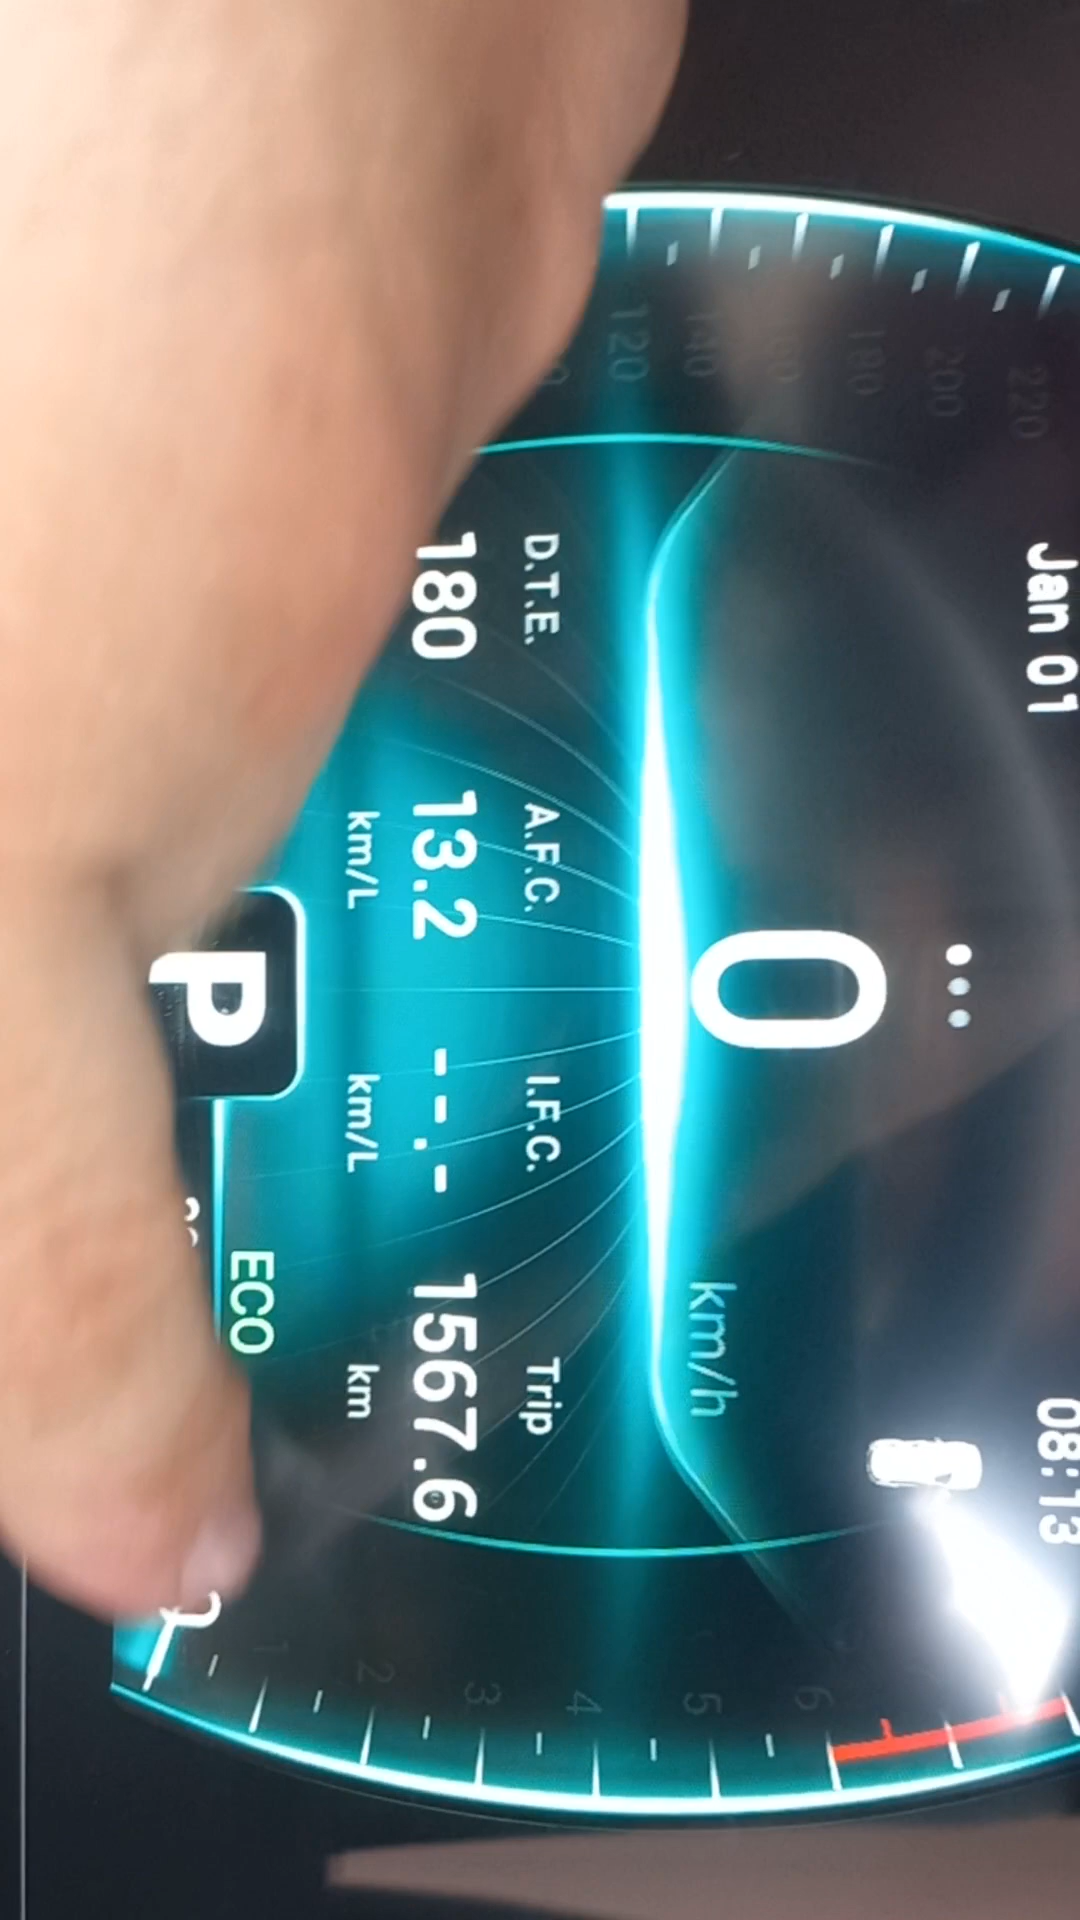 Jan 01 08:13
...
0
km/h
D.T.E. A.F.C. I.F.C. Trip
180 13.2 --.- 1567.6
km/L km/L km
P
ECO
120 140 180 200 220
1 2 3 4 5 6